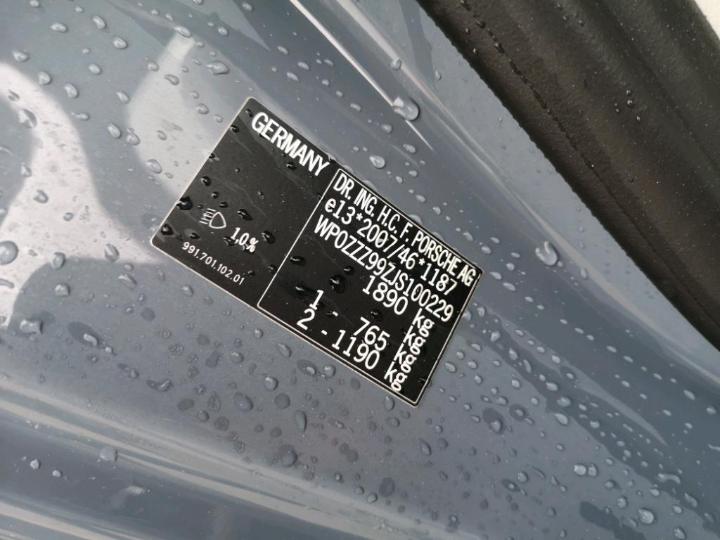 GERMANY
DR. ING. H.C. F. PORSCHE AG
e13*2007/46*1187
WP0ZZZ99ZJS100229
1890 kg
1 - 765 kg
2 - 1190 kg
1.0%
991.701.102.01